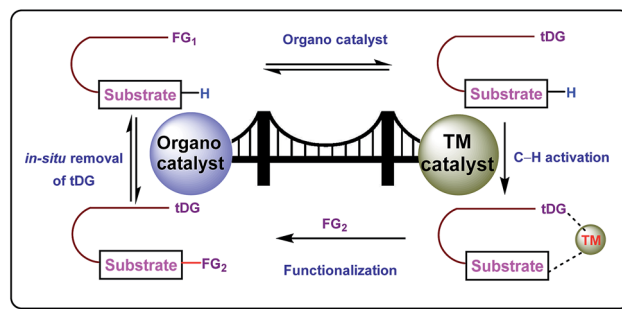 FG₁
Organo catalyst
tDG
Substrate–H
Substrate–H
in-situ removal
of tDG
Organo
catalyst
TM
catalyst
C–H activation
tDG
FG₂
tDG
TM
Substrate–FG₂
Functionalization
Substrate